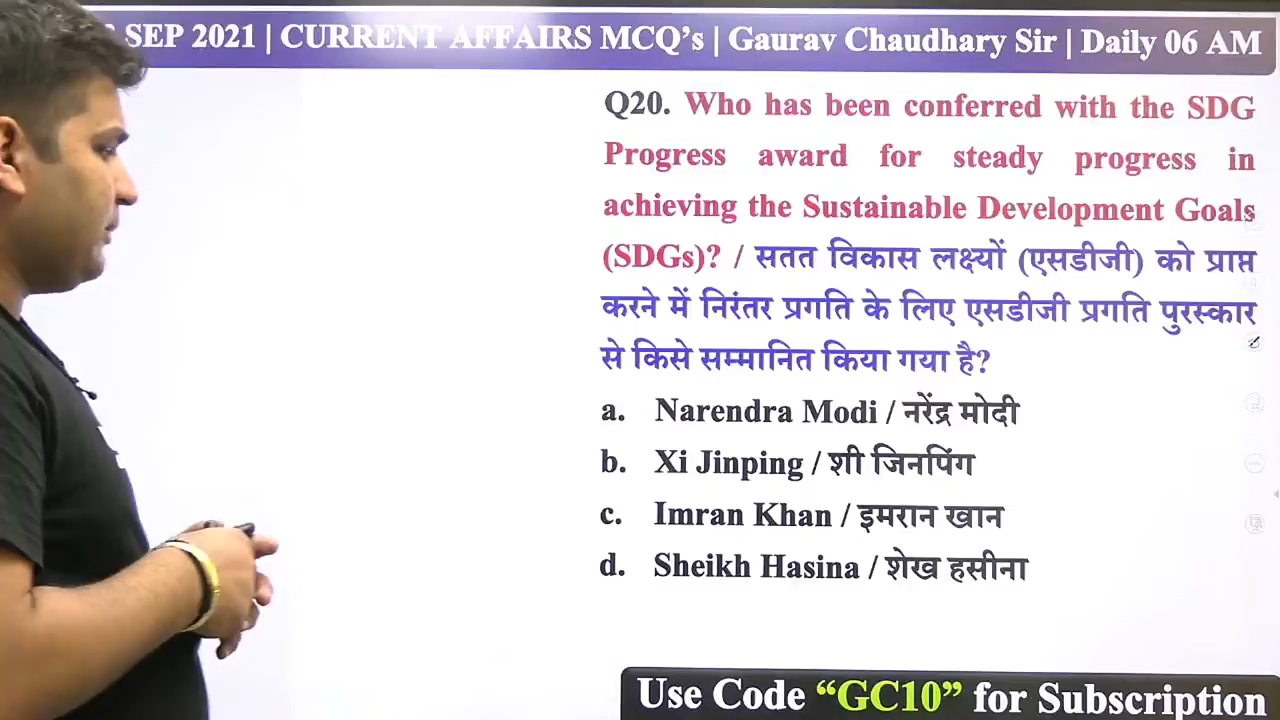 SEP 2021 | CURRENT AFFAIRS MCQ’s | Gaurav Chaudhary Sir | Daily 06 AM
Q20. Who has been conferred with the SDG
Progress award for steady progress in
achieving the Sustainable Development Goals
(SDGs)? / सतत विकास लक्ष्यों (एसडीजी) को प्राप्त
करने में निरंतर प्रगति के लिए एसडीजी प्रगति पुरस्कार
से किसे सम्मानित किया गया है?
a. Narendra Modi / नरेंद्र मोदी
b. Xi Jinping / शी जिनपिंग
c. Imran Khan / इमरान खान
d. Sheikh Hasina / शेख हसीना
Use Code “GC10” for Subscription